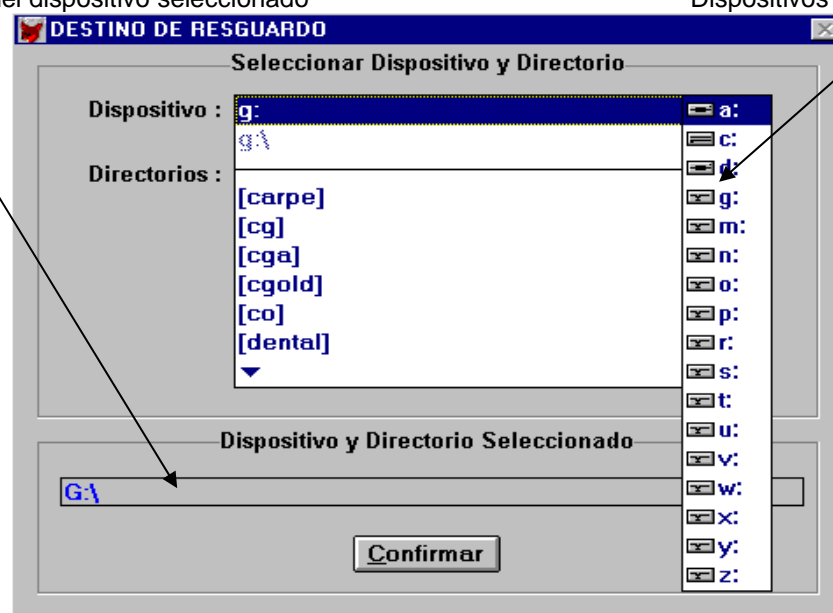 el dispositivo seleccionado
Dispositivos
DESTINO DE RESGUARDO
Seleccionar Dispositivo y Directorio
Dispositivo : g:
g:\
Directorios :
[carpe]
[cg]
[cga]
[cgold]
[co]
[dental]
a:
c:
d:
g:
m:
n:
o:
p:
r:
s:
t:
u:
v:
w:
x:
y:
z:
Dispositivo y Directorio Seleccionado
G:\
Confirmar